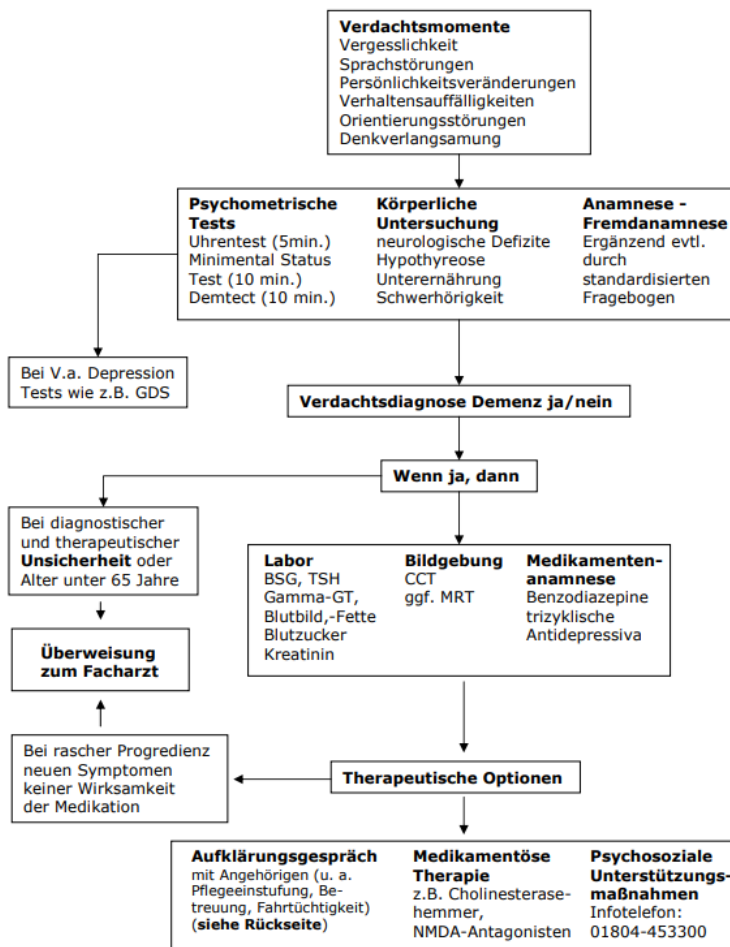 Verdachtsmomente
Vergesslichkeit
Sprachstörungen
Persönlichkeitsveränderungen
Verhaltensauffälligkeiten
Orientierungsstörungen
Denkverlangsamung
Psychometrische
Tests
Uhrentest (5min.)
Minimental Status
Test (10 min.)
Demtect (10 min.)
Körperliche
Untersuchung
neurologische Defizite
Hypothyreose
Unterernährung
Schwerhörigkeit
Anamnese -
Fremdanamnese
Ergänzend evtl.
durch
standardisierten
Fragebogen
Bei V.a. Depression
Tests wie z.B. GDS
Verdachtsdiagnose Demenz ja/nein
Wenn ja, dann
Bei diagnostischer
und therapeutischer
Unsicherheit oder
Alter unter 65 Jahre
Labor
BSG, TSH
Gamma-GT,
Blutbild,-Fette
Blutzucker
Kreatinin
Bildgebung
CCT
ggf. MRT
Medikamenten-
anamnese
Benzodiazepine
trizyklische
Antidepressiva
Überweisung
zum Facharzt
Bei rascher Progredienz
neuen Symptomen
keiner Wirksamkeit
der Medikation
Therapeutische Optionen
Aufklärungsgespräch
mit Angehörigen (u. a.
Pflegeeinstufung, Be-
treuung, Fahrtüchtigkeit)
(siehe Rückseite)
Medikamentöse
Therapie
z.B. Cholinesterase-
hemmer,
NMDA-Antagonisten
Psychosoziale
Unterstützungs-
maßnahmen
Infotelefon:
01804-453300